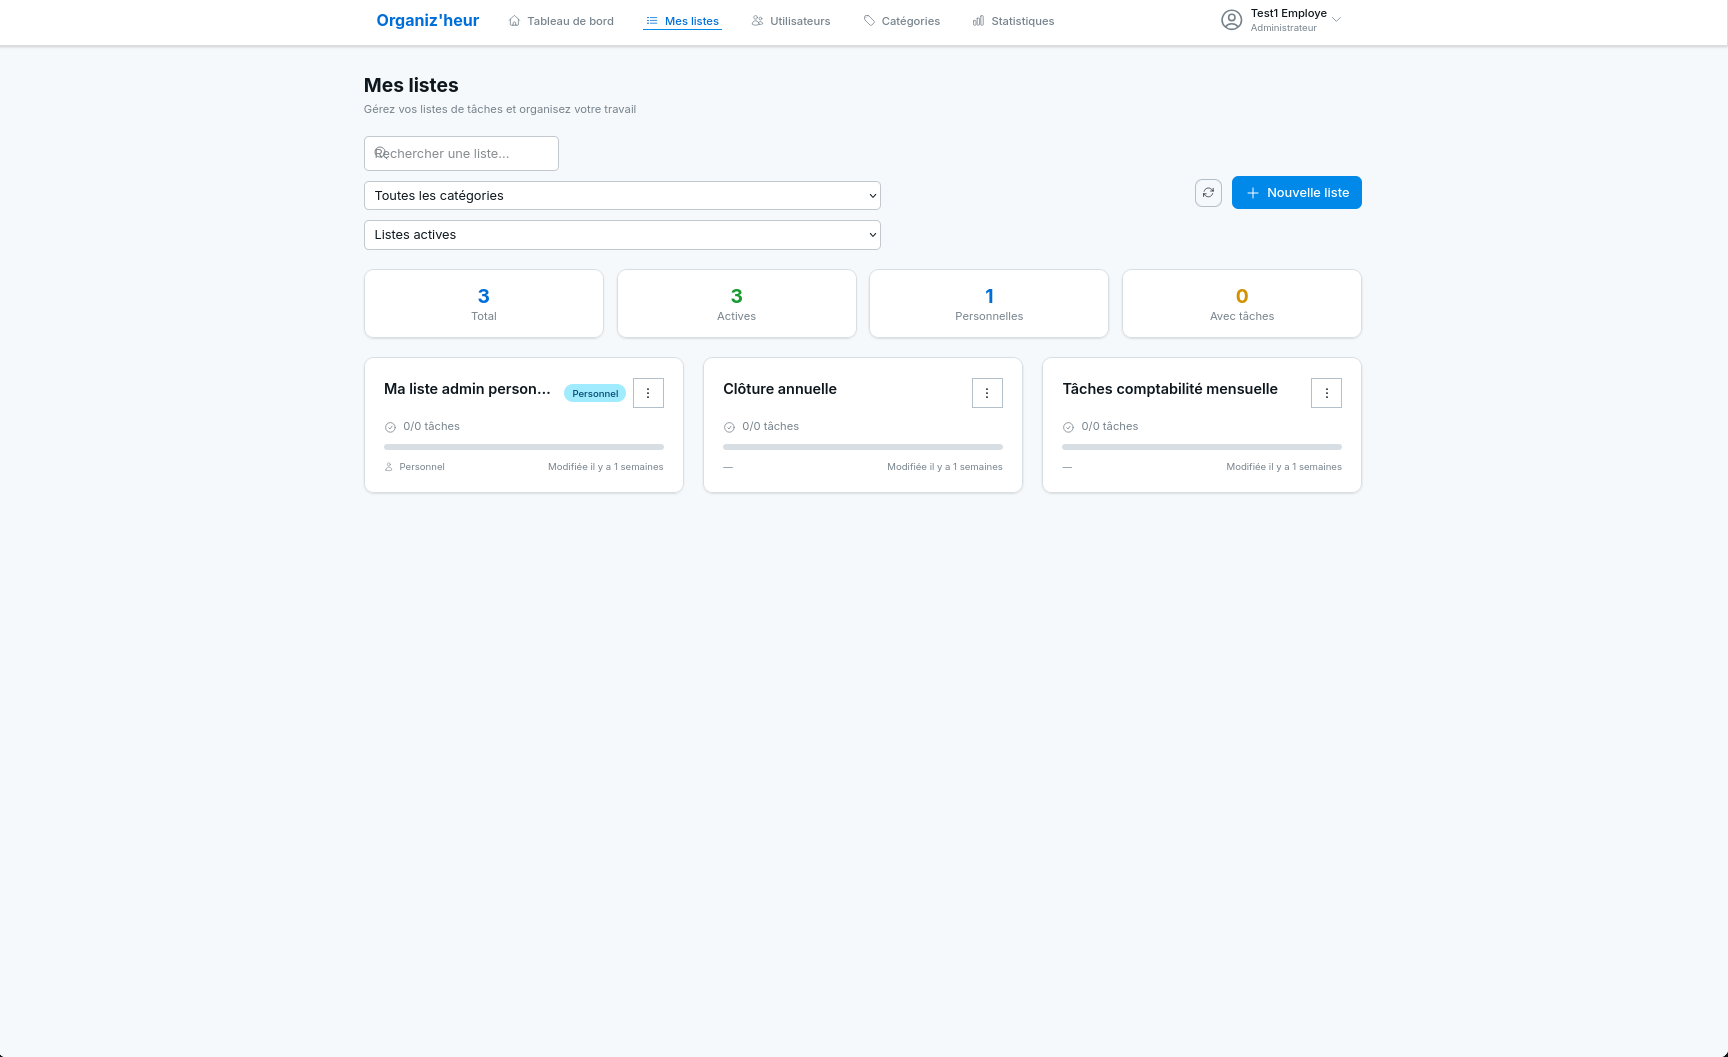 Organiz'heur
Tableau de bord
Mes listes
Utilisateurs
Catégories
Statistiques
Test1 Employe
Administrateur
Mes listes
Gérez vos listes de tâches et organisez votre travail
Rechercher une liste...
Toutes les catégories
Nouvelle liste
Listes actives
3
Total
3
Actives
1
Personnelles
0
Avec tâches
Ma liste admin person...
Personnel
0/0 tâches
Personnel
Modifiée il y a 1 semaines
Clôture annuelle
0/0 tâches
—
Modifiée il y a 1 semaines
Tâches comptabilité mensuelle
0/0 tâches
—
Modifiée il y a 1 semaines